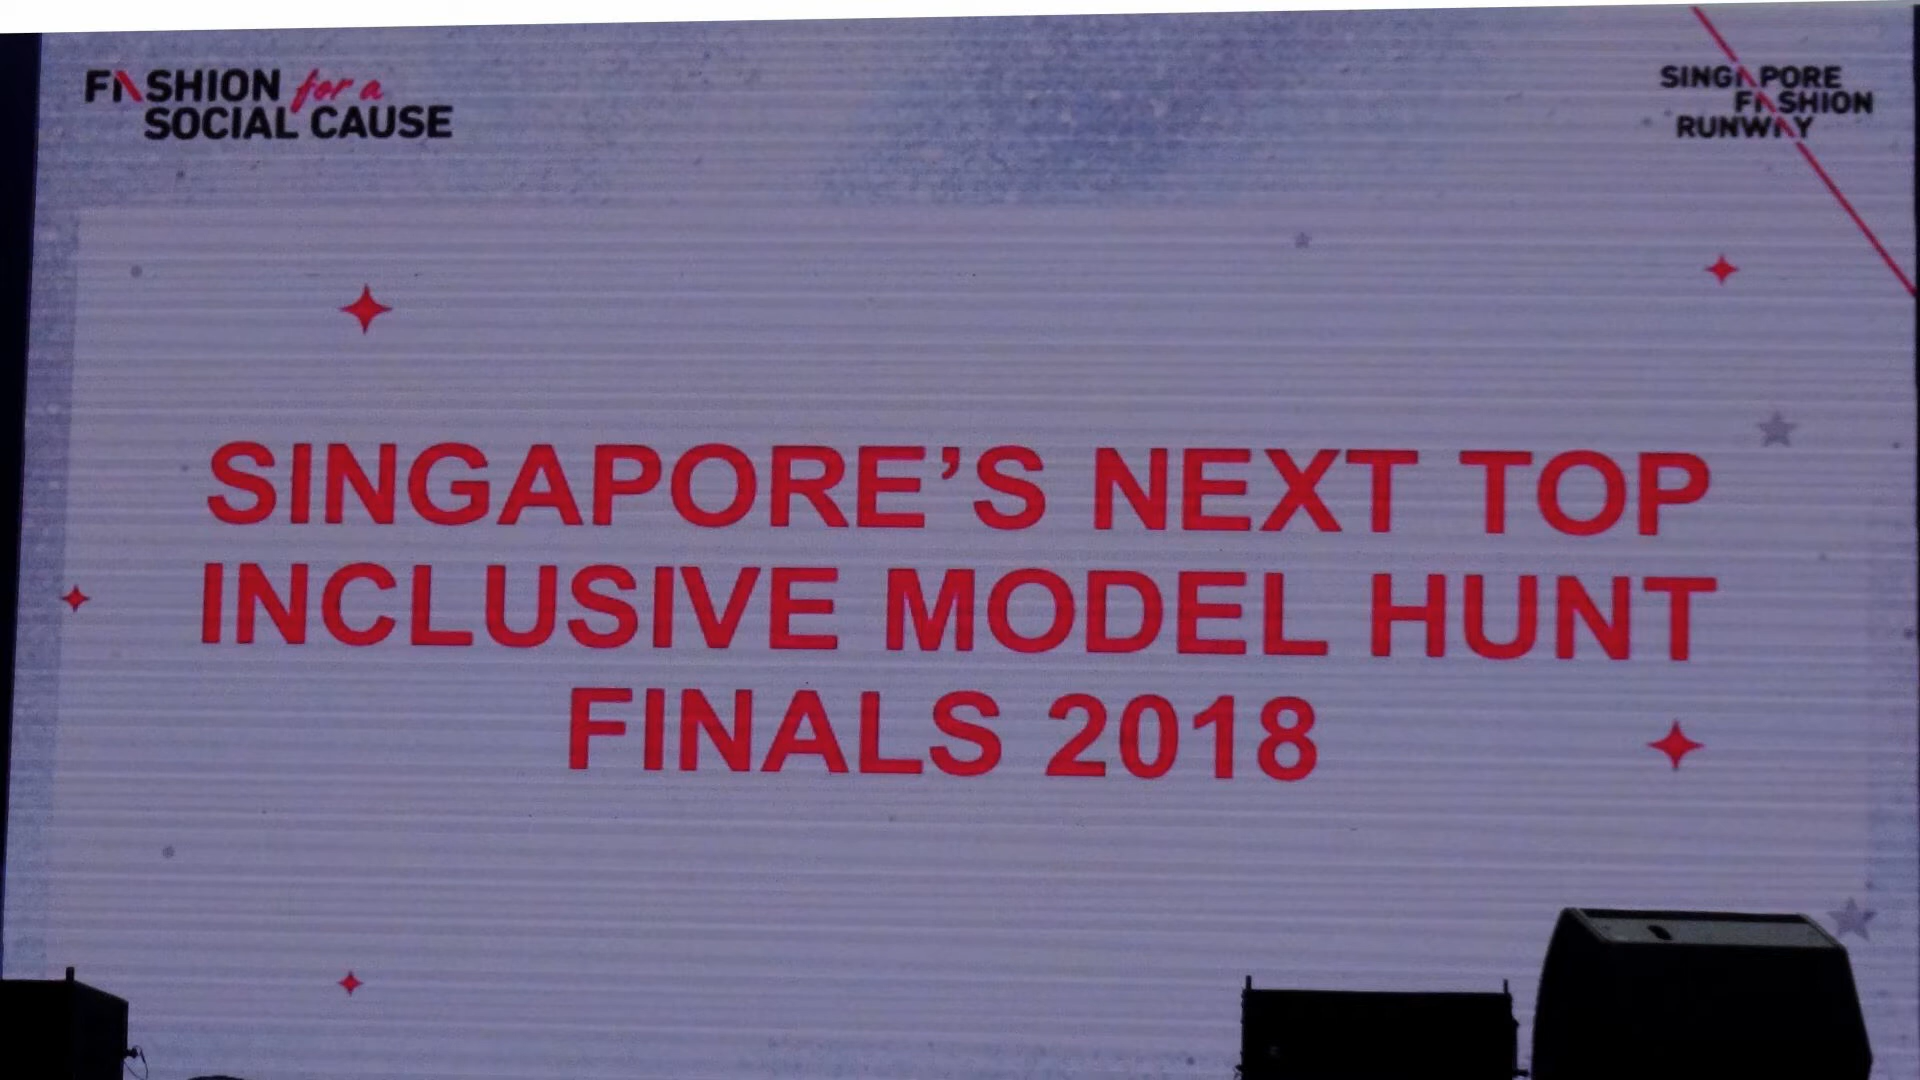 FASHION for a
SOCIAL CAUSE
SINGAPORE
FASHION
RUNWAY
SINGAPORE’S NEXT TOP
INCLUSIVE MODEL HUNT
FINALS 2018